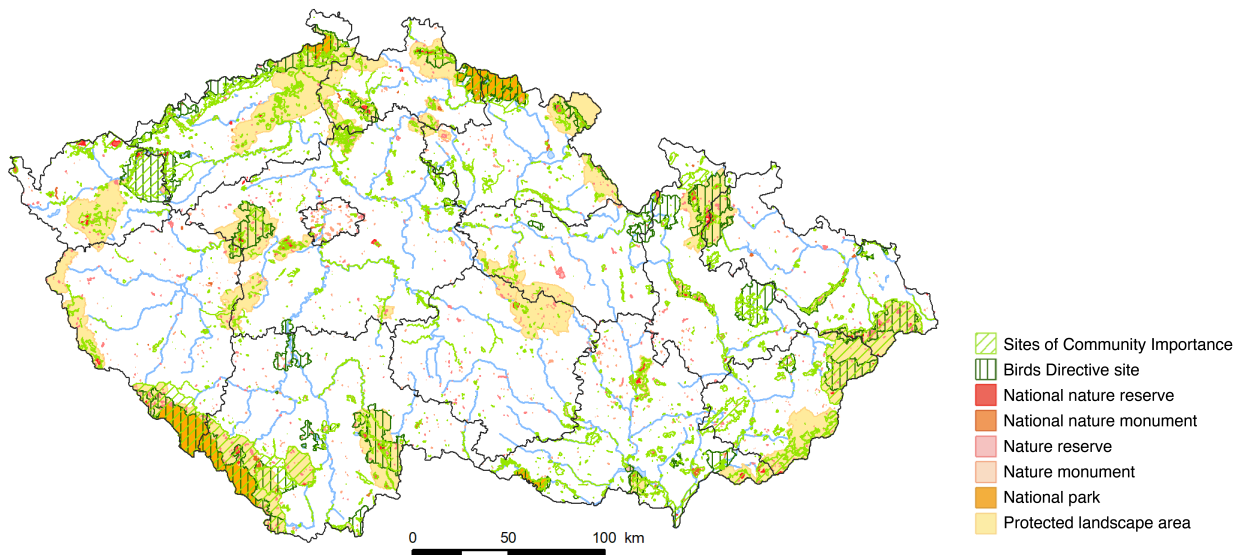 Sites of Community Importance
Birds Directive site
National nature reserve
National nature monument
Nature reserve
Nature monument
National park
Protected landscape area
0 50 100 km